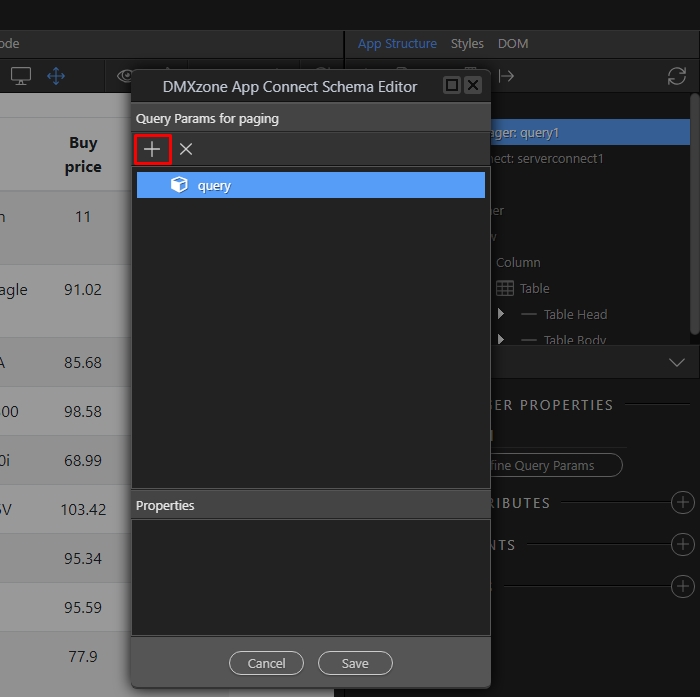 ode
App Structure Styles DOM
DMXzone App Connect Schema Editor
Query Params for paging
query
Properties
Cancel
Save
Buy
price
n
11
agle
91.02
A
85.68
00
98.58
0i
68.99
SV
103.42
95.34
95.59
77.9
ager: query1
nect: serverconnect1
er
w
Column
Table
Table Head
Table Body
ER PROPERTIES
fine Query Params
RIBUTES
NTS